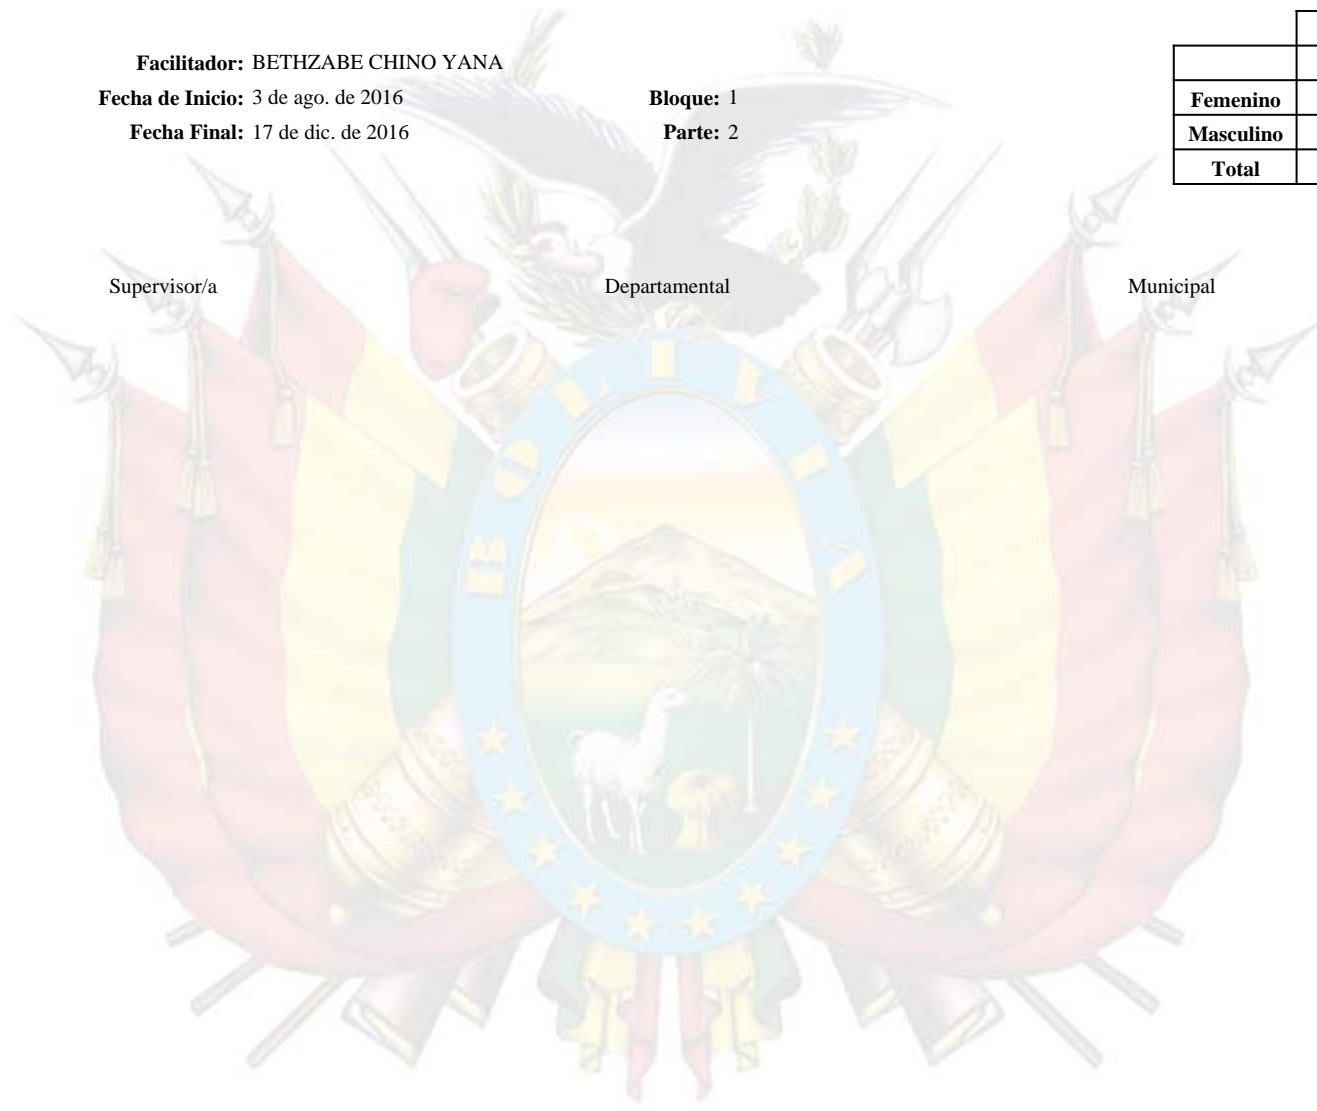 Facilitador: BETHZABE CHINO YANA
Fecha de Inicio: 3 de ago. de 2016 Bloque: 1
Fecha Final: 17 de dic. de 2016 Parte: 2
Femenino
Masculino
Total
Supervisor/a Departamental Municipal
BOLIVIA